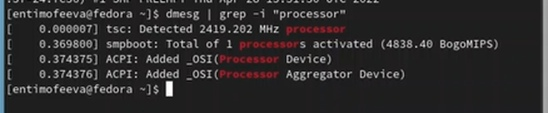 [entimofeeva@fedora ~]$ dmesg | grep -i "processor"
[    0.000007] tsc: Detected 2419.202 MHz processor
[    0.369800] smpboot: Total of 1 processors activated (4838.40 BogoMIPS)
[    0.374375] ACPI: Added _OSI(Processor Device)
[    0.374376] ACPI: Added _OSI(Processor Aggregator Device)
[entimofeeva@fedora ~]$